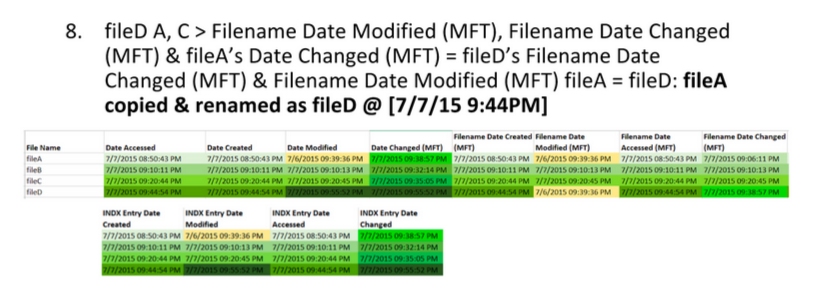 8. fileD A, C > Filename Date Modified (MFT), Filename Date Changed
(MFT) & fileA's Date Changed (MFT) = fileD's Filename Date
Changed (MFT) & Filename Date Modified (MFT) fileA = fileD: fileA
copied & renamed as fileD @ [7/7/15 9:44PM]
Filename Date Created Filename Date Filename Date Filename Date Changed
File Name Date Accessed Date Created Date Modified Date Changed (MFT) (MFT) Modified (MFT) Accessed (MFT) (MFT)
fileA 7/7/2015 08:50:43 PM 7/7/2015 08:50:43 PM 7/6/2015 09:39:36 PM 7/7/2015 09:38:57 PM 7/7/2015 08:50:43 PM 7/6/2015 09:39:36 PM 7/7/2015 08:50:43 PM 7/7/2015 09:06:11 PM
fileB 7/7/2015 09:10:11 PM 7/7/2015 09:10:11 PM 7/7/2015 09:10:13 PM 7/7/2015 09:32:14 PM 7/7/2015 09:10:11 PM 7/7/2015 09:10:13 PM 7/7/2015 09:10:11 PM 7/7/2015 09:10:13 PM
fileC 7/7/2015 09:20:44 PM 7/7/2015 09:20:44 PM 7/7/2015 09:20:45 PM 7/7/2015 09:35:05 PM 7/7/2015 09:20:44 PM 7/7/2015 09:20:45 PM 7/7/2015 09:20:44 PM 7/7/2015 09:20:45 PM
fileD 7/7/2015 09:44:54 PM 7/7/2015 09:44:54 PM 7/7/2015 09:55:52 PM 7/7/2015 09:55:52 PM 7/7/2015 09:44:54 PM 7/6/2015 09:39:36 PM 7/7/2015 09:44:54 PM 7/7/2015 09:38:57 PM
INDX Entry Date INDX Entry Date INDX Entry Date INDX Entry Date
Created Modified Accessed Changed
7/7/2015 08:50:43 PM 7/6/2015 09:39:36 PM 7/7/2015 08:50:43 PM 7/7/2015 09:38:57 PM
7/7/2015 09:10:11 PM 7/7/2015 09:10:13 PM 7/7/2015 09:10:11 PM 7/7/2015 09:32:14 PM
7/7/2015 09:20:44 PM 7/7/2015 09:20:45 PM 7/7/2015 09:20:44 PM 7/7/2015 09:35:05 PM
7/7/2015 09:44:54 PM 7/7/2015 09:55:52 PM 7/7/2015 09:44:54 PM 7/7/2015 09:55:52 PM